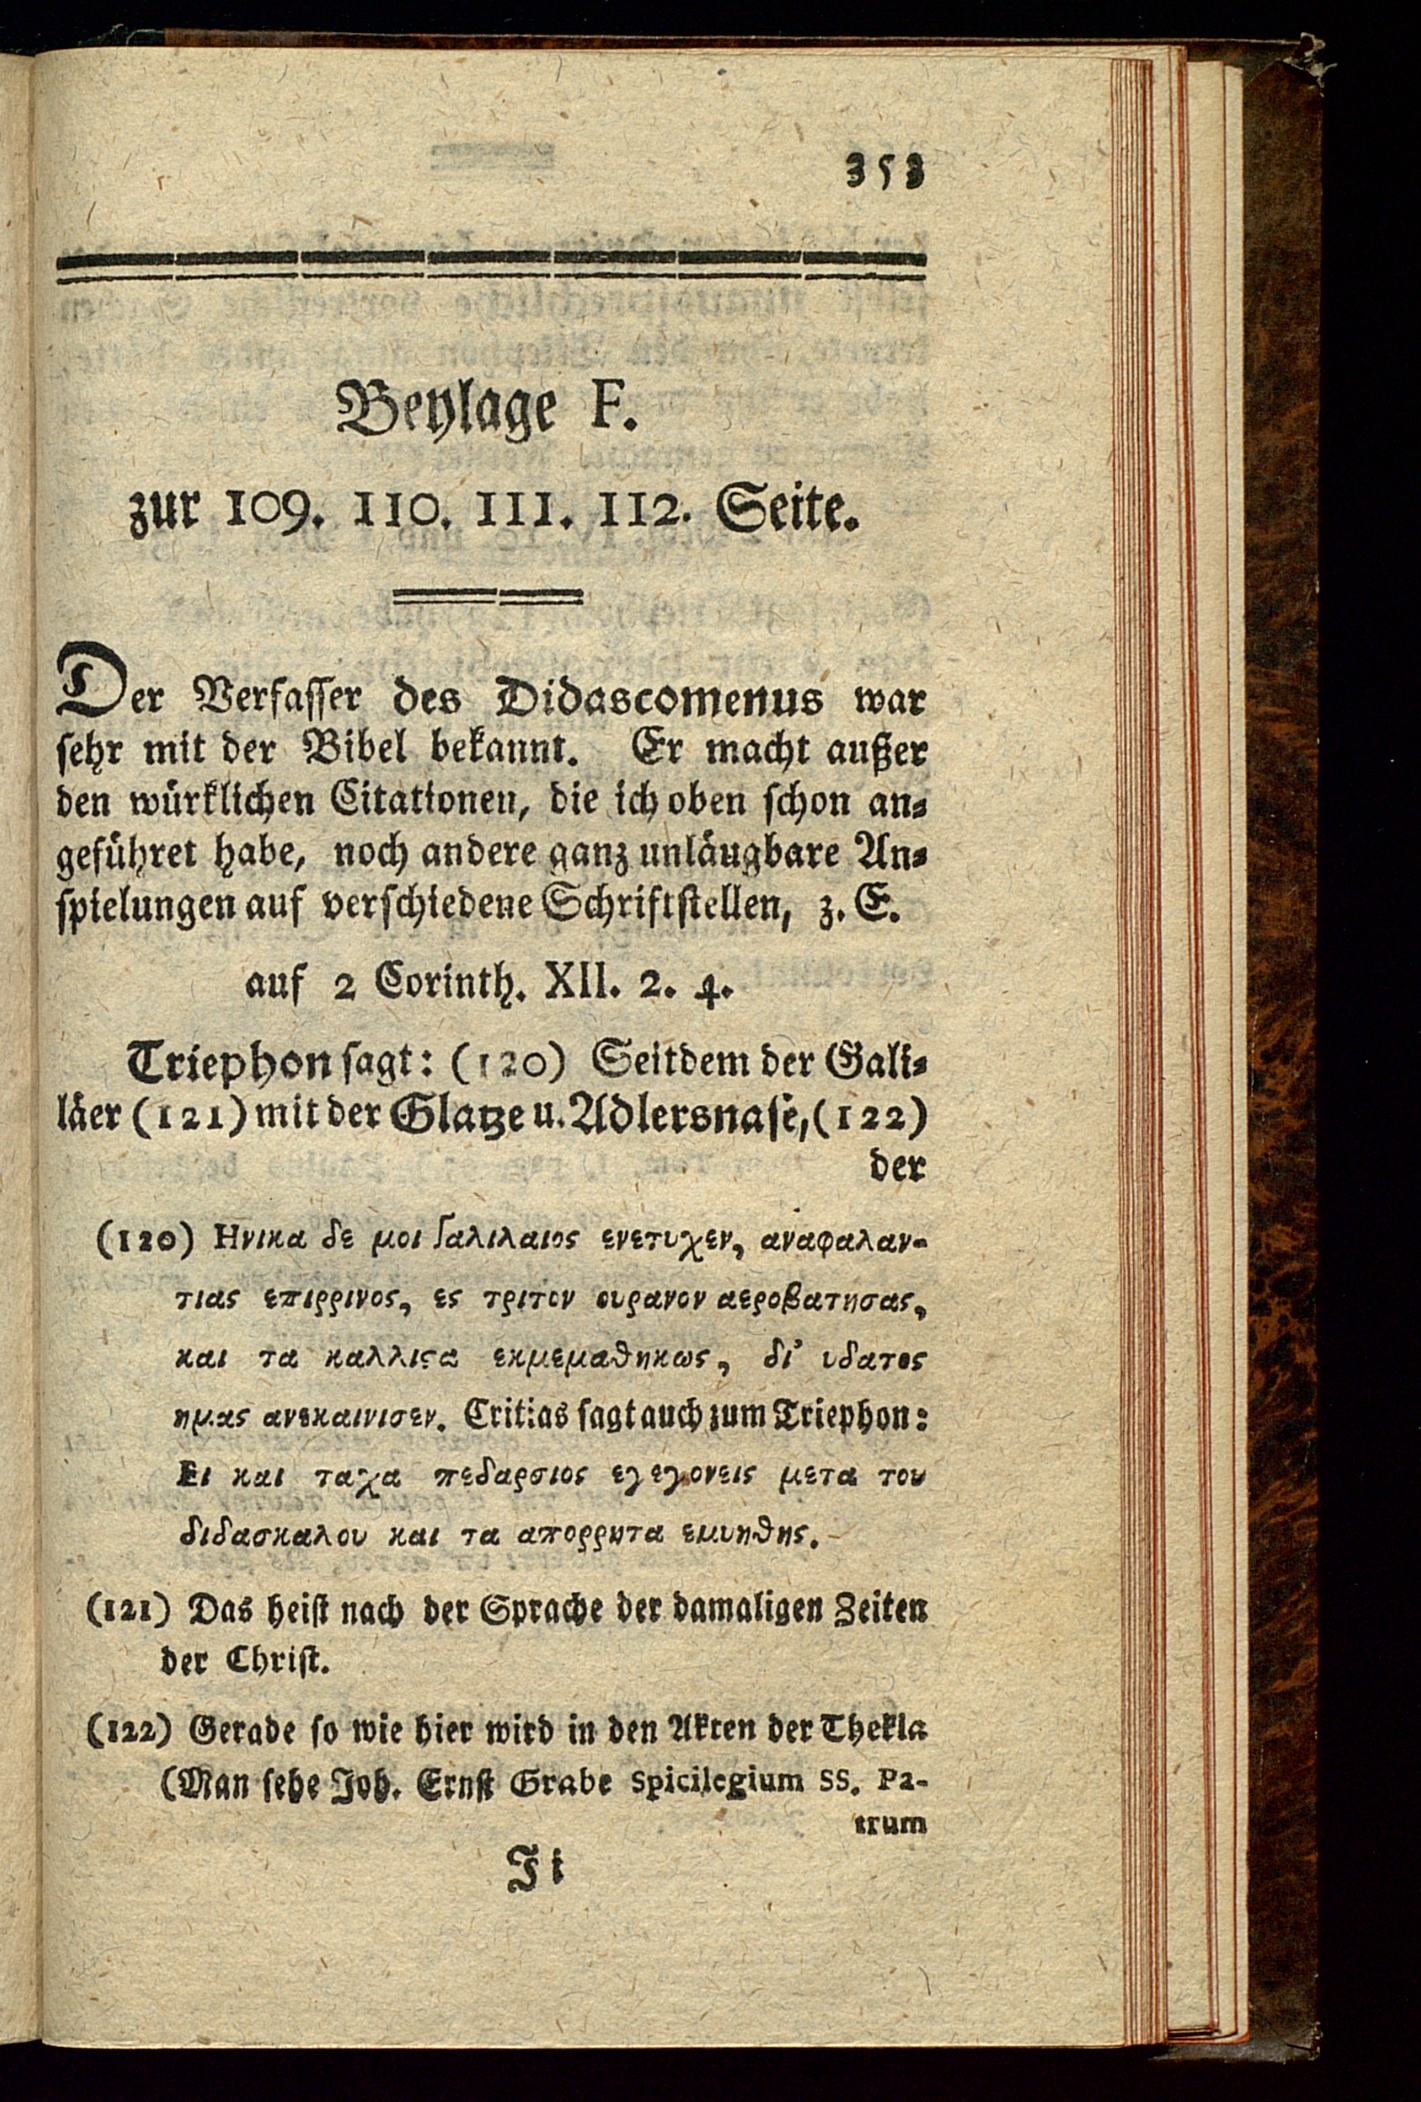 353
Beylage F.
zur 109. 110. 111. 112. Seite.
Der Verfasser des Didascomenus war
sehr mit der Bibel bekannt. Er macht außer
den würklichen Citationen, die ich oben schon an-
geführet habe, noch andere ganz unläugbare An-
spielungen auf verschiedene Schriftstellen, z. E.
auf 2 Corinth. XII. 2. 4.
Triephon sagt: (120) Seitdem der Gali-
läer (121) mit der Glatze u. Adlersnase, (122)
der
(120) Ηνικα δε μοι Γαλιλαιος ενετυχεν, αναφαλαν-
τιας επιρρινος, ες τριτον ουρανον αεροβατησας,
και τα καλλιϛα εκμεμαθηκως, δι' υδατος
ημας ανεκαινισεν. Critias sagt auch zum Triephon:
Ει και ταχα πεδαρσιος εγεγονεις μετα του
διδασκαλου και τα απορρητα εμυηθης.
(121) Das heist nach der Sprache der damaligen Zeiten
der Christ.
(122) Gerade so wie hier wird in den Akten der Thekla
(Man sehe Joh. Ernst Grabe Spicilegium SS. Pa-
trum
Ji